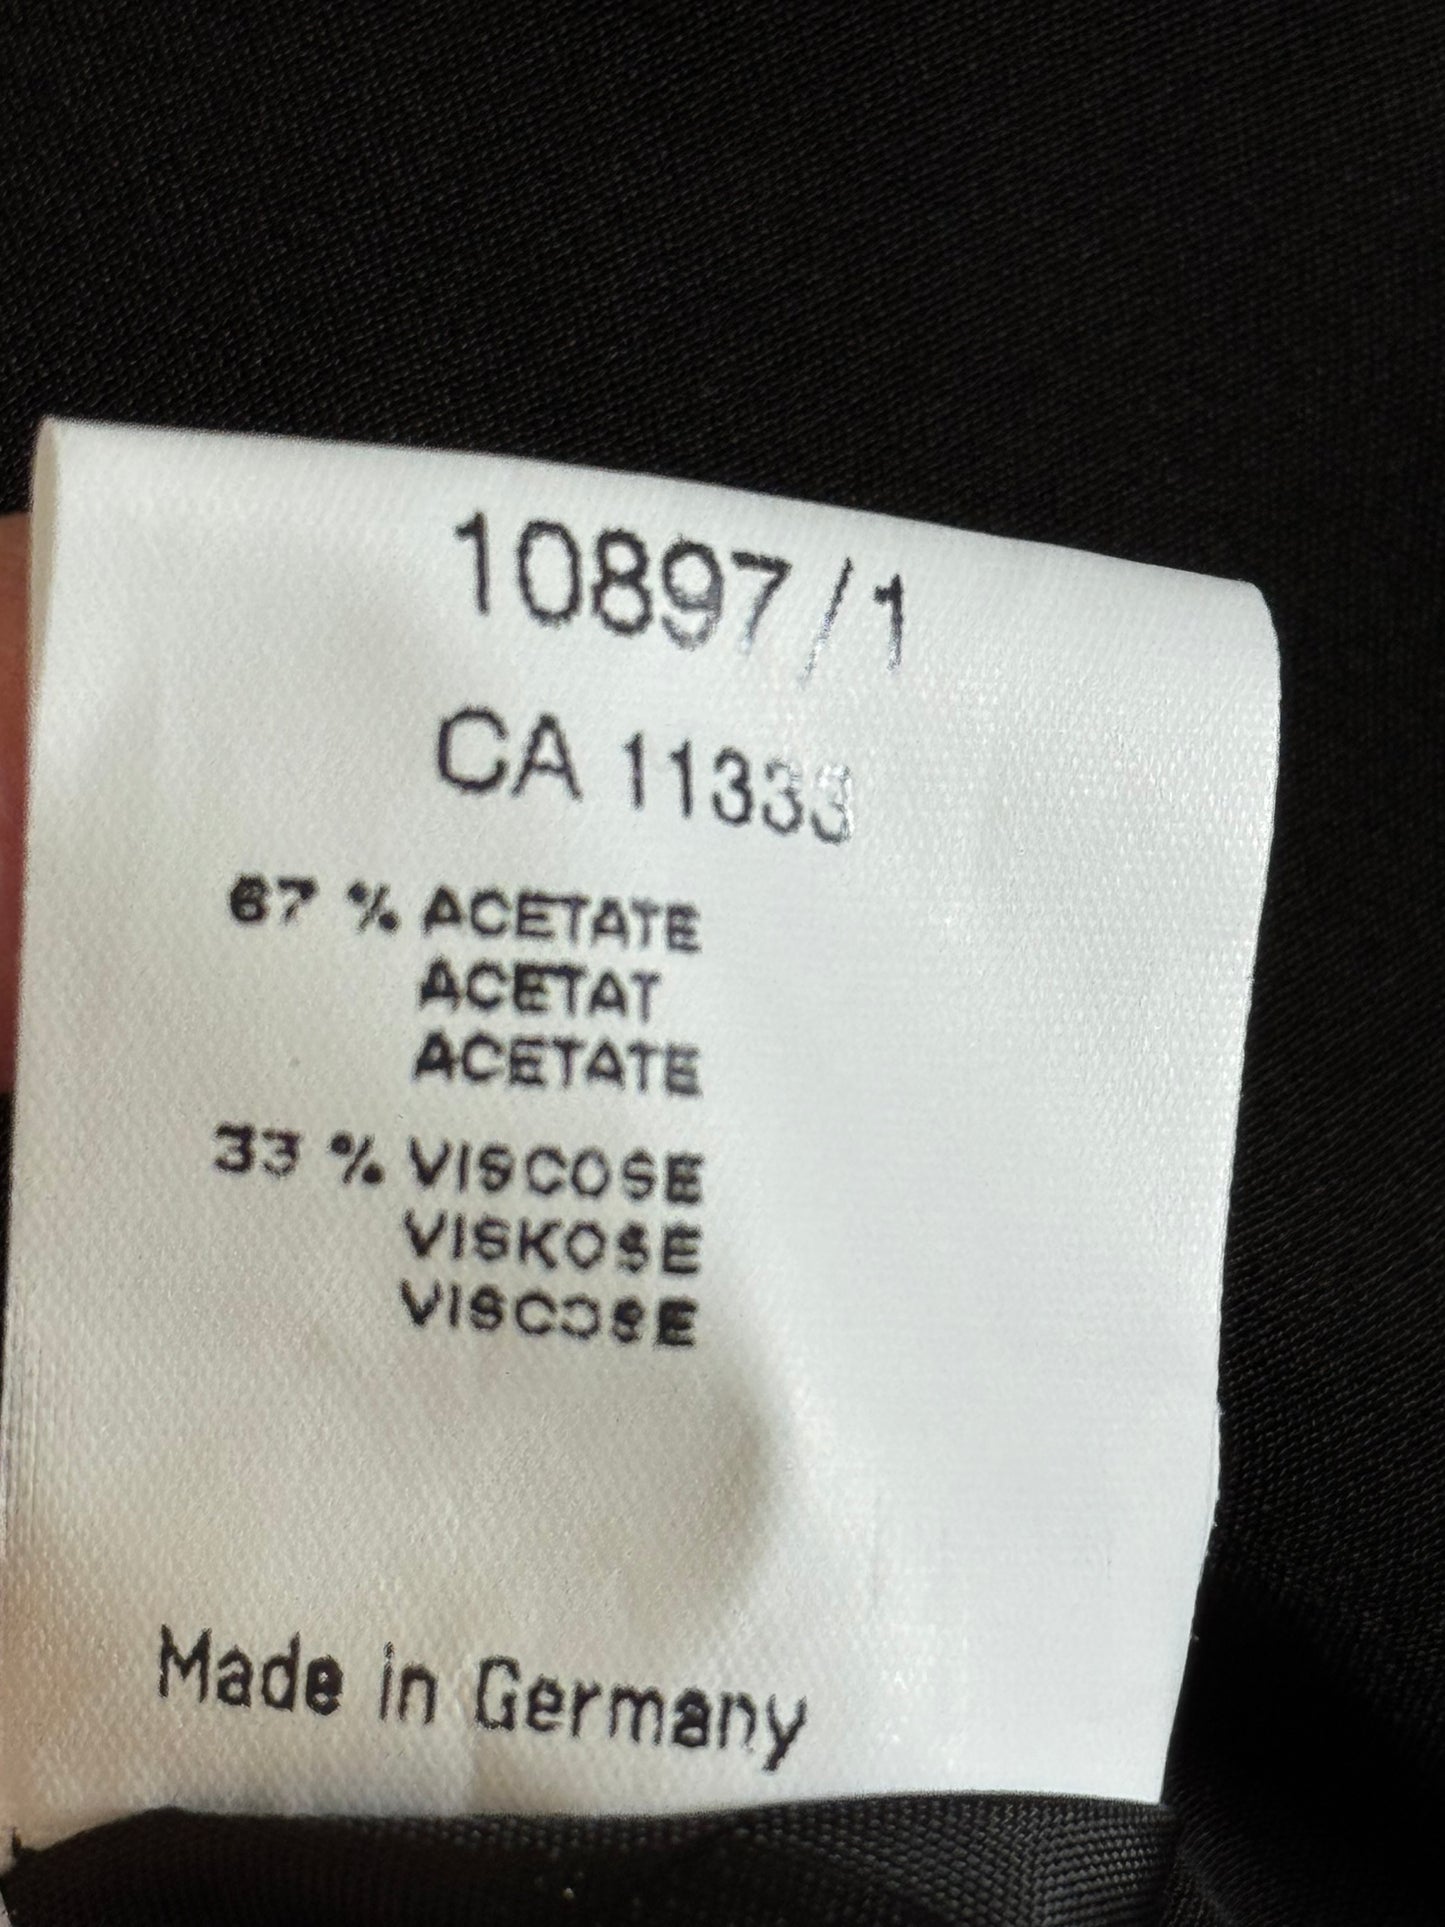 10897/1
CA 11333
67 % ACETATE
ACETAT
ACETATE
33 % VISCOSE
VISKOSE
VISCOSE
Made in Germany